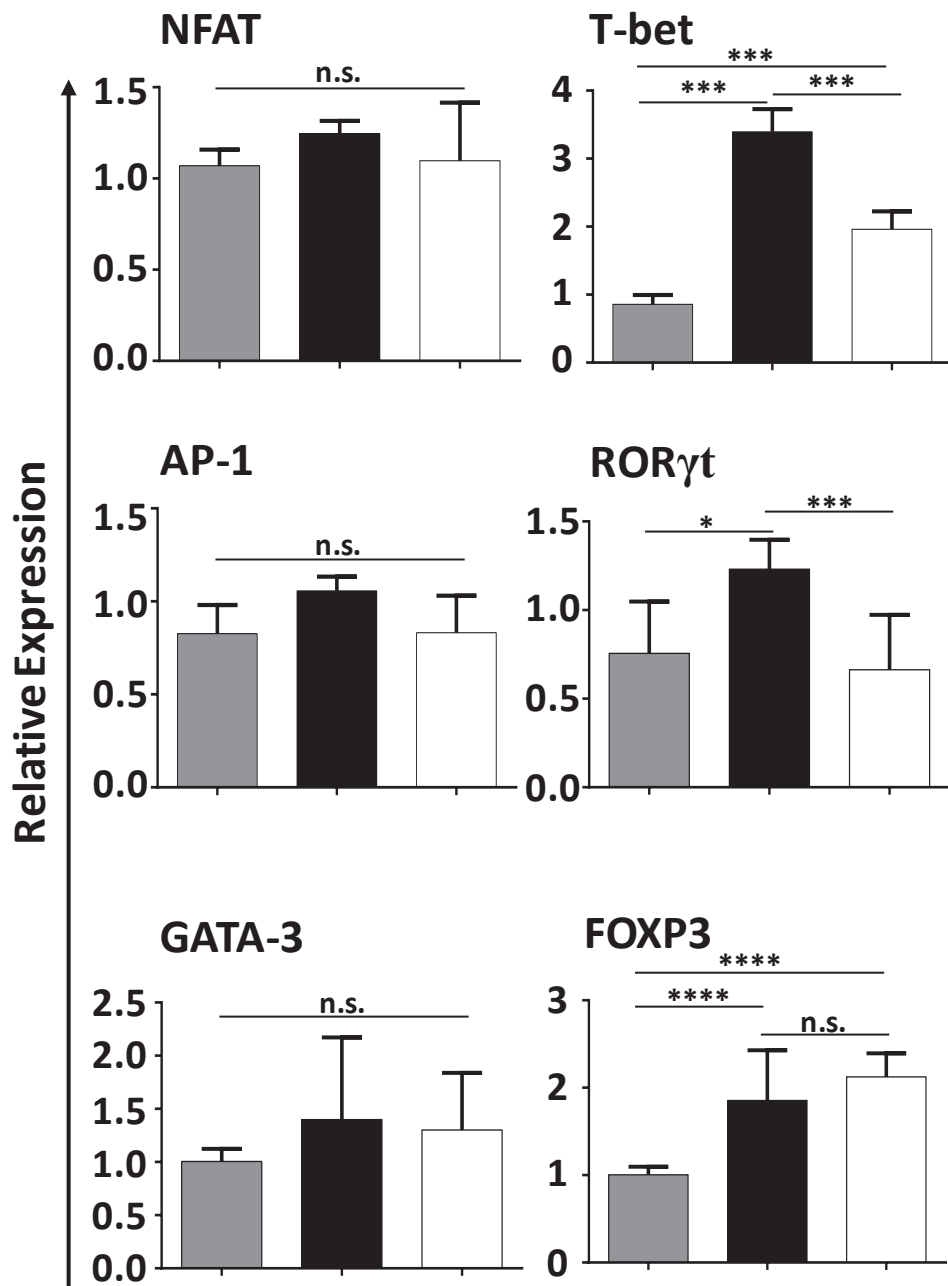 Relative Expression
NFAT
n.s.
1.5
1.0
0.5
0.0
T-bet
***
*** ***
4
3
2
1
0
AP-1
n.s.
1.5
1.0
0.5
0.0
RORγt
* ***
1.5
1.0
0.5
0.0
GATA-3
n.s.
2.5
2.0
1.5
1.0
0.5
0.0
FOXP3
****
****
n.s.
3
2
1
0